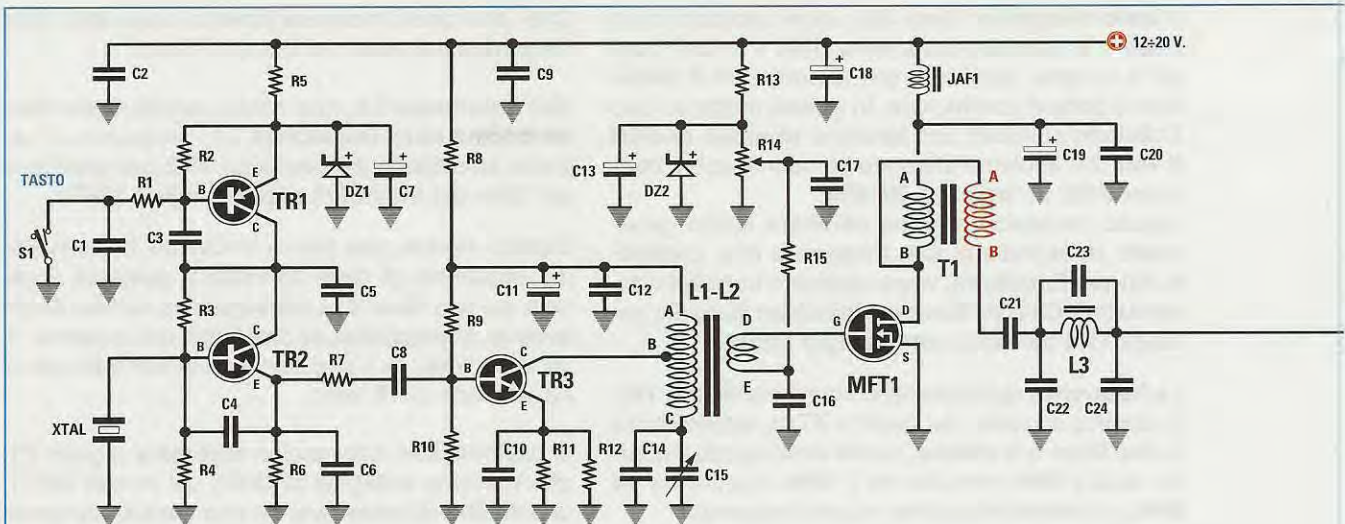 12÷20 V.
C2
R5
C9
R13
C18
JAF1
R2
DZ1
C7
R8
C13
DZ2
R14
C17
C19
C20
TASTO
R1
B
E
C
TR1
S1
C1
C3
A
B
A
B
T1
C23
R15
C5
C11
C12
L1-L2
R3
R9
A
B
C
D
E
G
D
S
MFT1
C21
L3
B
C
E
TR2
R7
C8
B
C
E
TR3
C16
C22
C24
XTAL
C4
R4
R6
C6
R10
C10
R11
R12
C14
C15